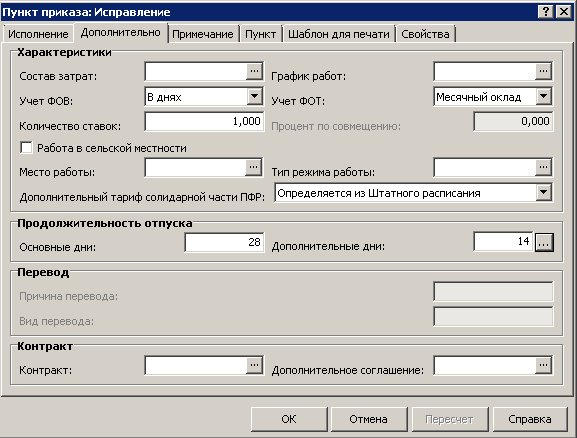 Пункт приказа: Исправление
Исполнение Дополнительно Примечание Пункт Шаблон для печати Свойства
Характеристики
Состав затрат: ... График работ: ...
Учет ФОВ: В днях Учет ФОТ: Месячный оклад
Количество ставок: 1,000 Процент по совмещению: 0,000
Работа в сельской местности
Место работы: ... Тип режима работы: ...
Дополнительный тариф солидарной части ПФР: Определяется из Штатного расписания
Продолжительность отпуска
Основные дни: 28 Дополнительные дни: 14 ...
Перевод
Причина перевода:
Вид перевода:
Контракт
Контракт: ... Дополнительное соглашение: ...
ОК Отмена Пересчет Справка